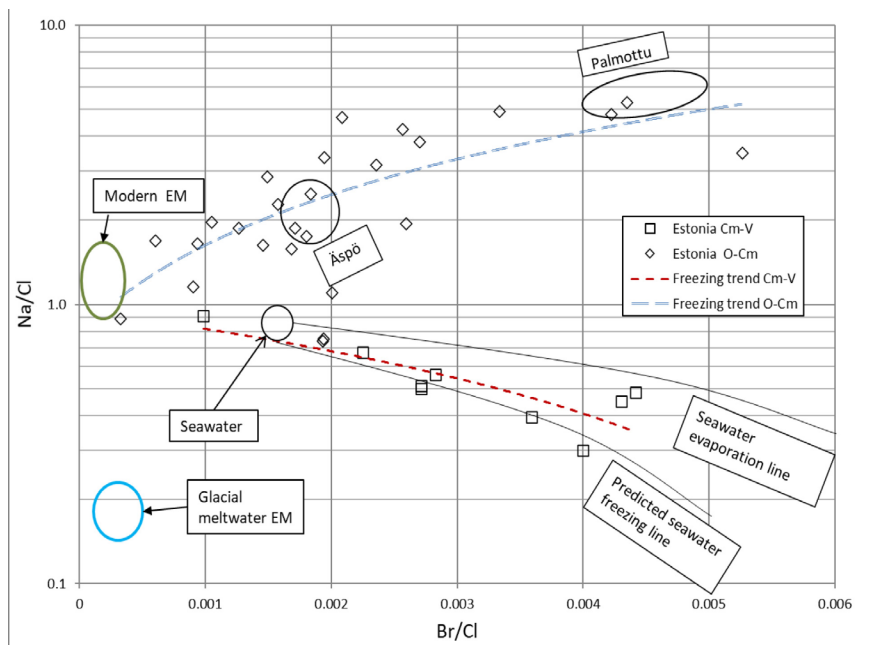 10.0
Palmottu
Modern EM
Estonia Cm-V
Estonia O-Cm
Freezing trend Cm-V
Freezing trend O-Cm
Äspö
Na/Cl
1.0
Seawater
Seawater
evaporation line
Glacial
meltwater EM
Predicted seawater
freezing line
0.1
0
0.001
0.002
0.003
0.004
0.005
0.006
Br/Cl